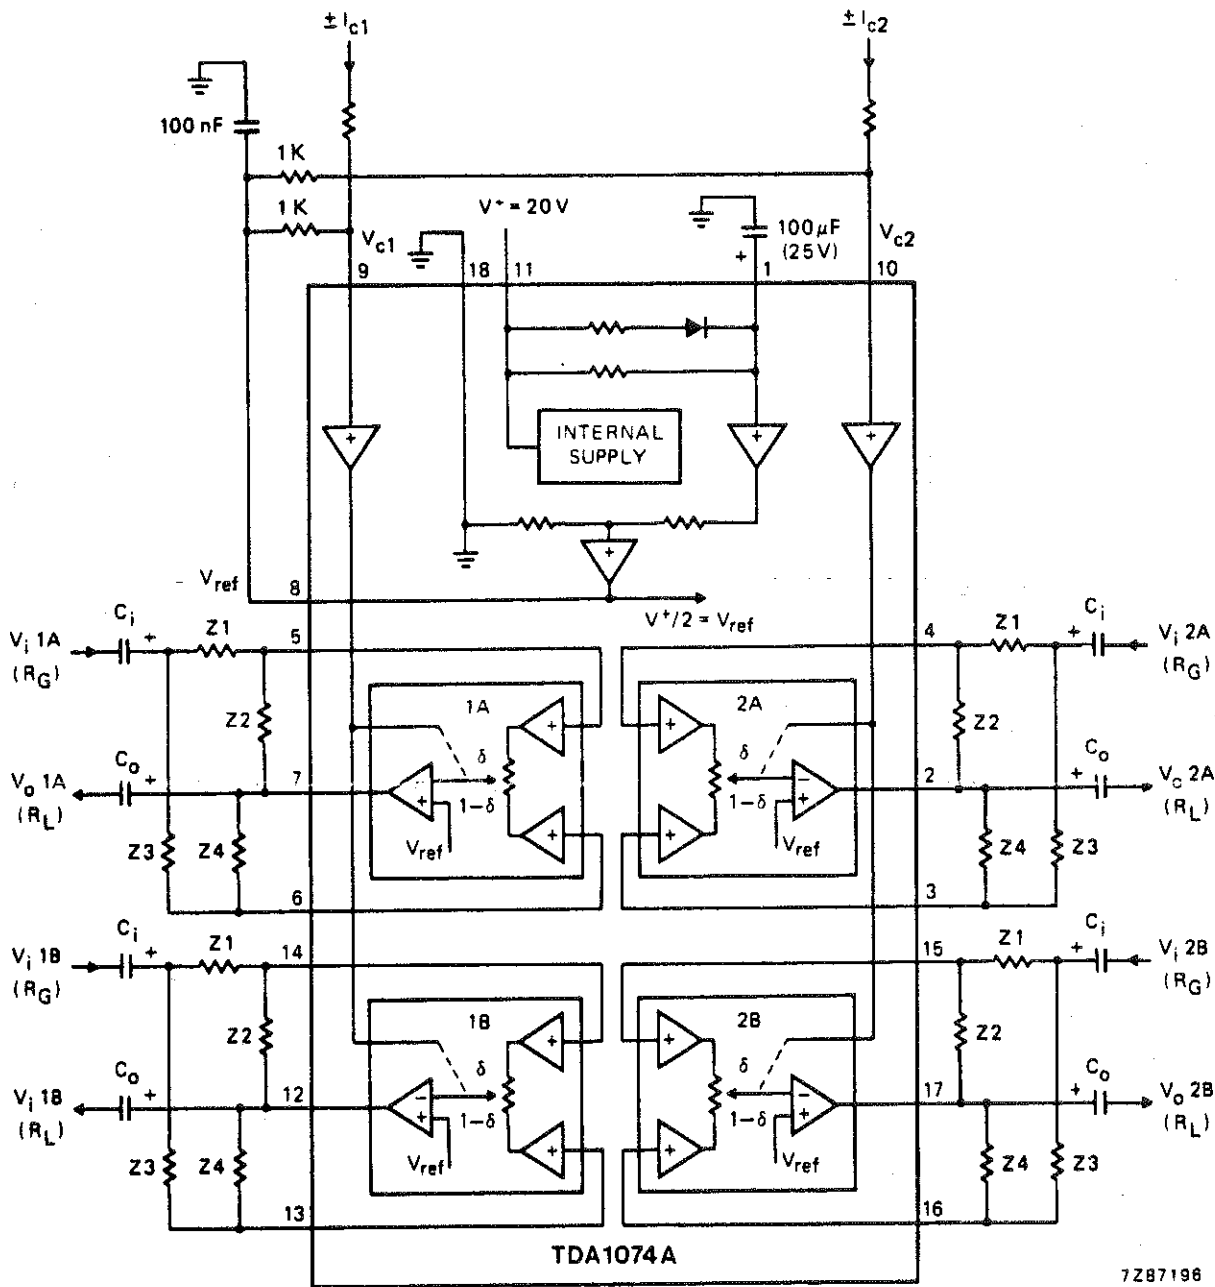 ± I_c1
± I_c2
100 nF
1K
1K
V⁺ = 20 V
100 μF
(25V)
+
V_c1
V_c2
9
18
11
1
10
+
INTERNAL
SUPPLY
+
+
+
V_ref
8
V⁺/2 = V_ref
C_i
+
Z1
5
4
Z1
+
C_i
V_i 1A
(R_G)
V_i 2A
(R_G)
1A
+
2A
+
Z2
δ
δ
Z2
C_o
+
7
−
−
2
+
C_o
V_o 1A
(R_L)
+
1−δ
1−δ
+
V_c 2A
(R_L)
Z3
Z4
V_ref
+
+
V_ref
Z4
Z3
6
3
C_i
+
Z1
14
15
Z1
+
C_i
V_i 1B
(R_G)
V_i 2B
(R_G)
1B
+
2B
+
Z2
δ
δ
Z2
C_o
+
12
−
−
17
+
C_o
V_i 1B
(R_L)
+
1−δ
1−δ
+
V_o 2B
(R_L)
Z3
Z4
V_ref
+
+
V_ref
Z4
Z3
13
16
TDA1074A
7Z87196